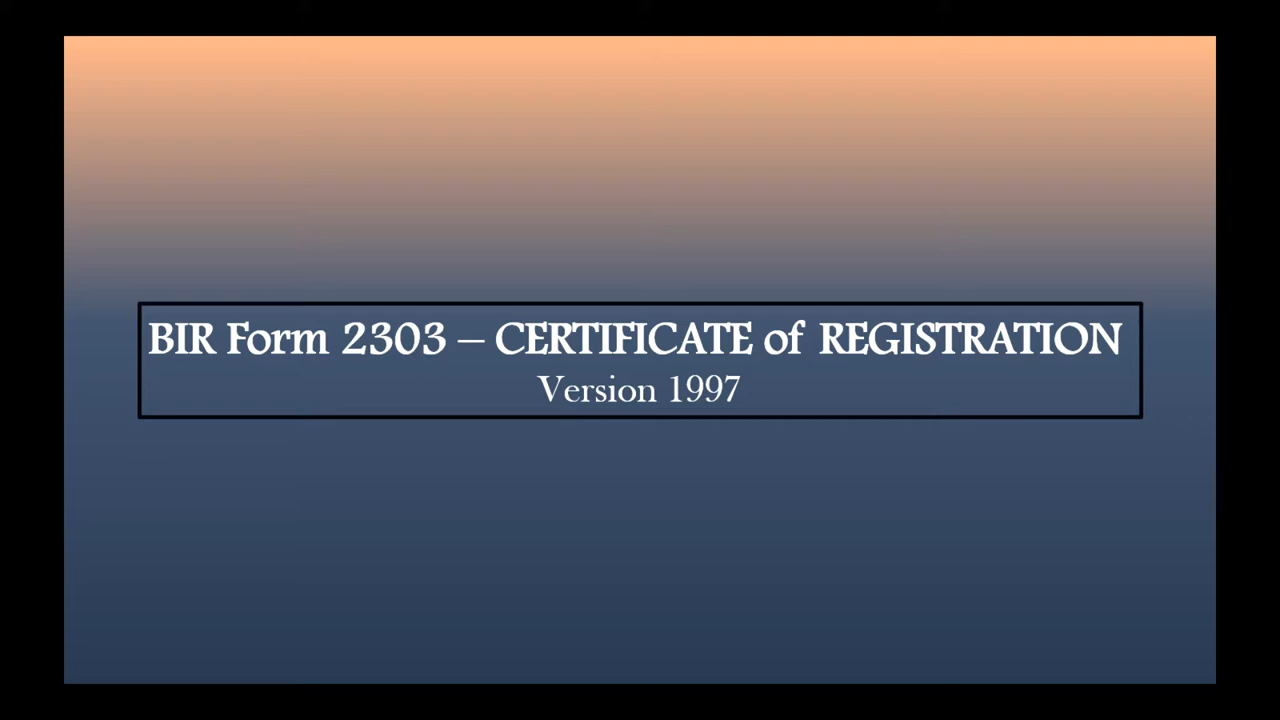 BIR Form 2303 – CERTIFICATE of REGISTRATION
Version 1997